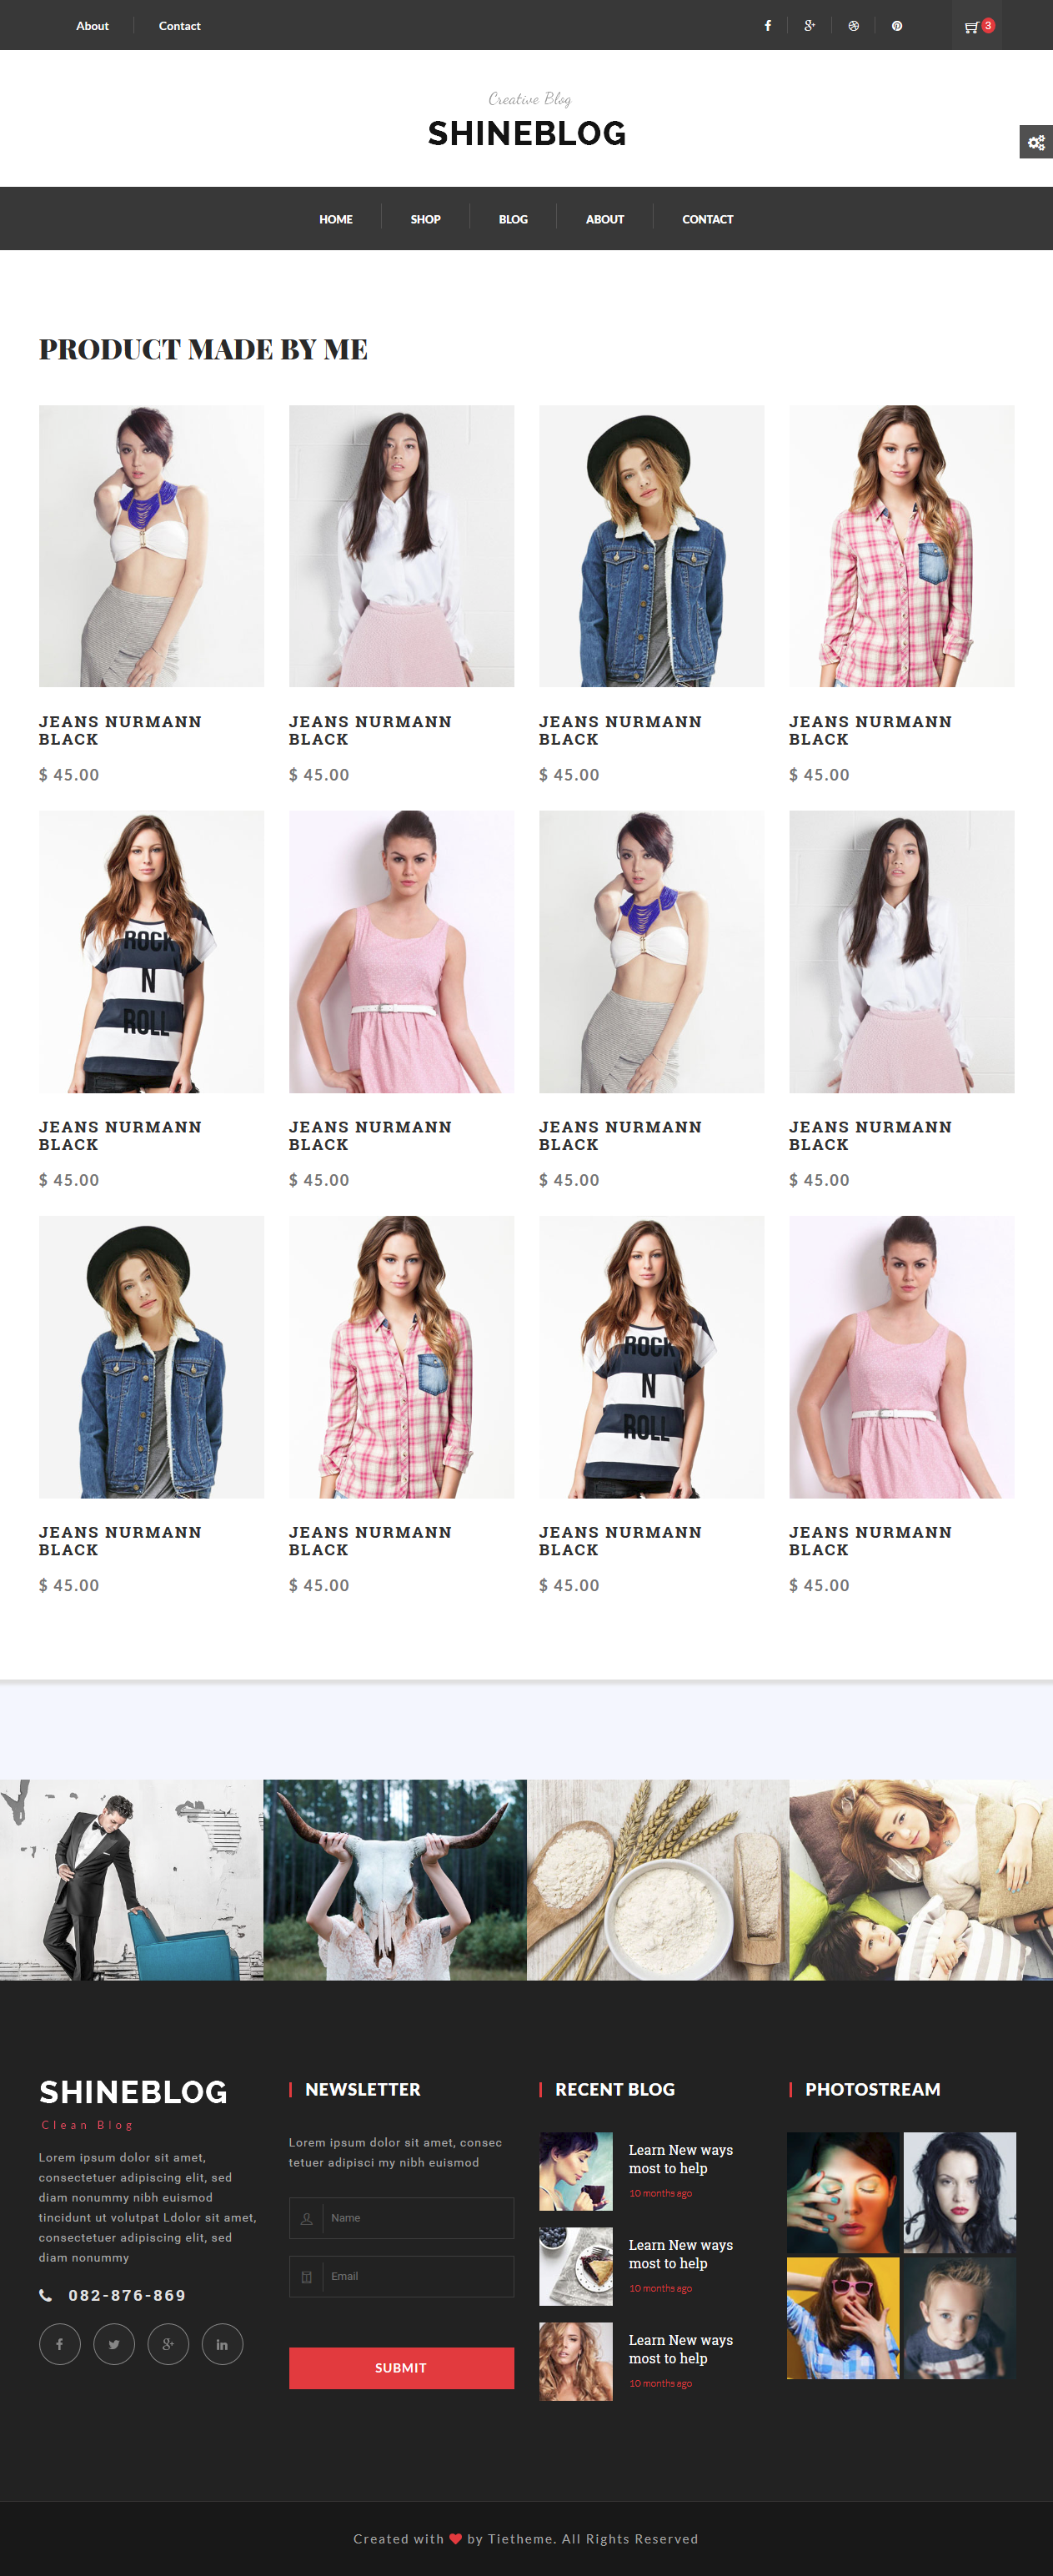 About
Contact
3
Creative Blog
SHINEBLOG
HOME
SHOP
BLOG
ABOUT
CONTACT
PRODUCT MADE BY ME
JEANS NURMANN
BLACK
$ 45.00
JEANS NURMANN
BLACK
$ 45.00
JEANS NURMANN
BLACK
$ 45.00
JEANS NURMANN
BLACK
$ 45.00
ROCK
N
ROLL
JEANS NURMANN
BLACK
$ 45.00
JEANS NURMANN
BLACK
$ 45.00
JEANS NURMANN
BLACK
$ 45.00
JEANS NURMANN
BLACK
$ 45.00
ROCK
N
ROLL
JEANS NURMANN
BLACK
$ 45.00
JEANS NURMANN
BLACK
$ 45.00
JEANS NURMANN
BLACK
$ 45.00
JEANS NURMANN
BLACK
$ 45.00
SHINEBLOG
Clean Blog
Lorem ipsum dolor sit amet,
consectetuer adipiscing elit, sed
diam nonummy nibh euismod
tincidunt ut volutpat Ldolor sit amet,
consectetuer adipiscing elit, sed
diam nonummy
082-876-869
NEWSLETTER
Lorem ipsum dolor sit amet, consec
tetuer adipisci my nibh euismod
Name
Email
SUBMIT
RECENT BLOG
Learn New ways
most to help
10 months ago
Learn New ways
most to help
10 months ago
Learn New ways
most to help
10 months ago
PHOTOSTREAM
Created with ♥ by Tietheme. All Rights Reserved